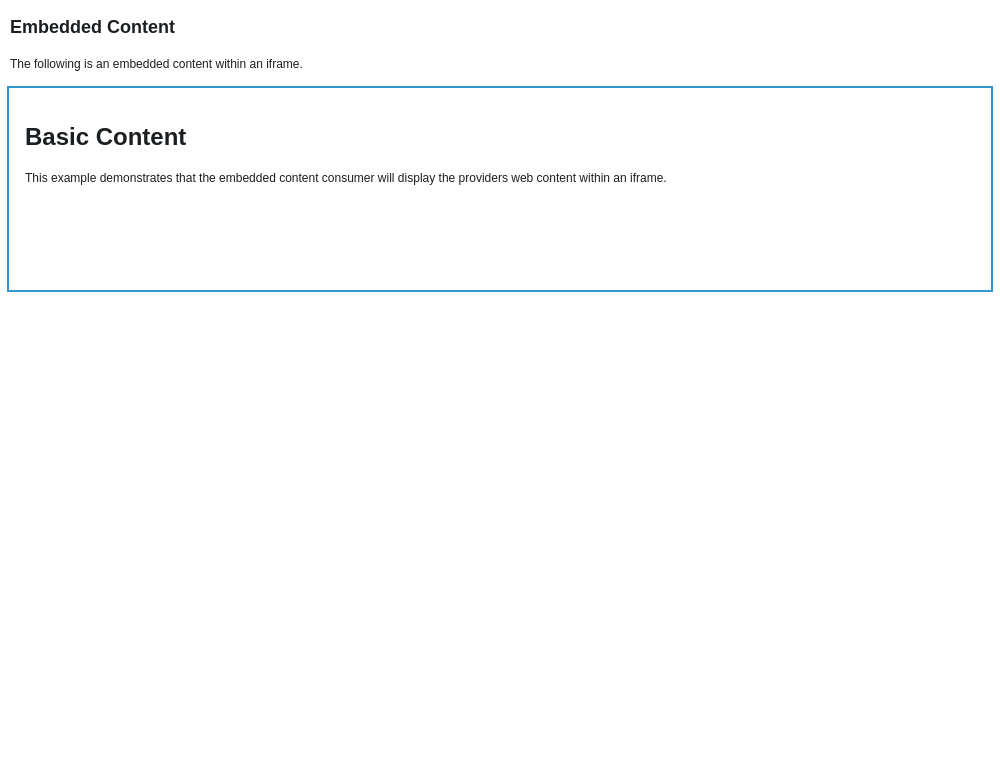 Embedded Content
The following is an embedded content within an iframe.
Basic Content
This example demonstrates that the embedded content consumer will display the providers web content within an iframe.